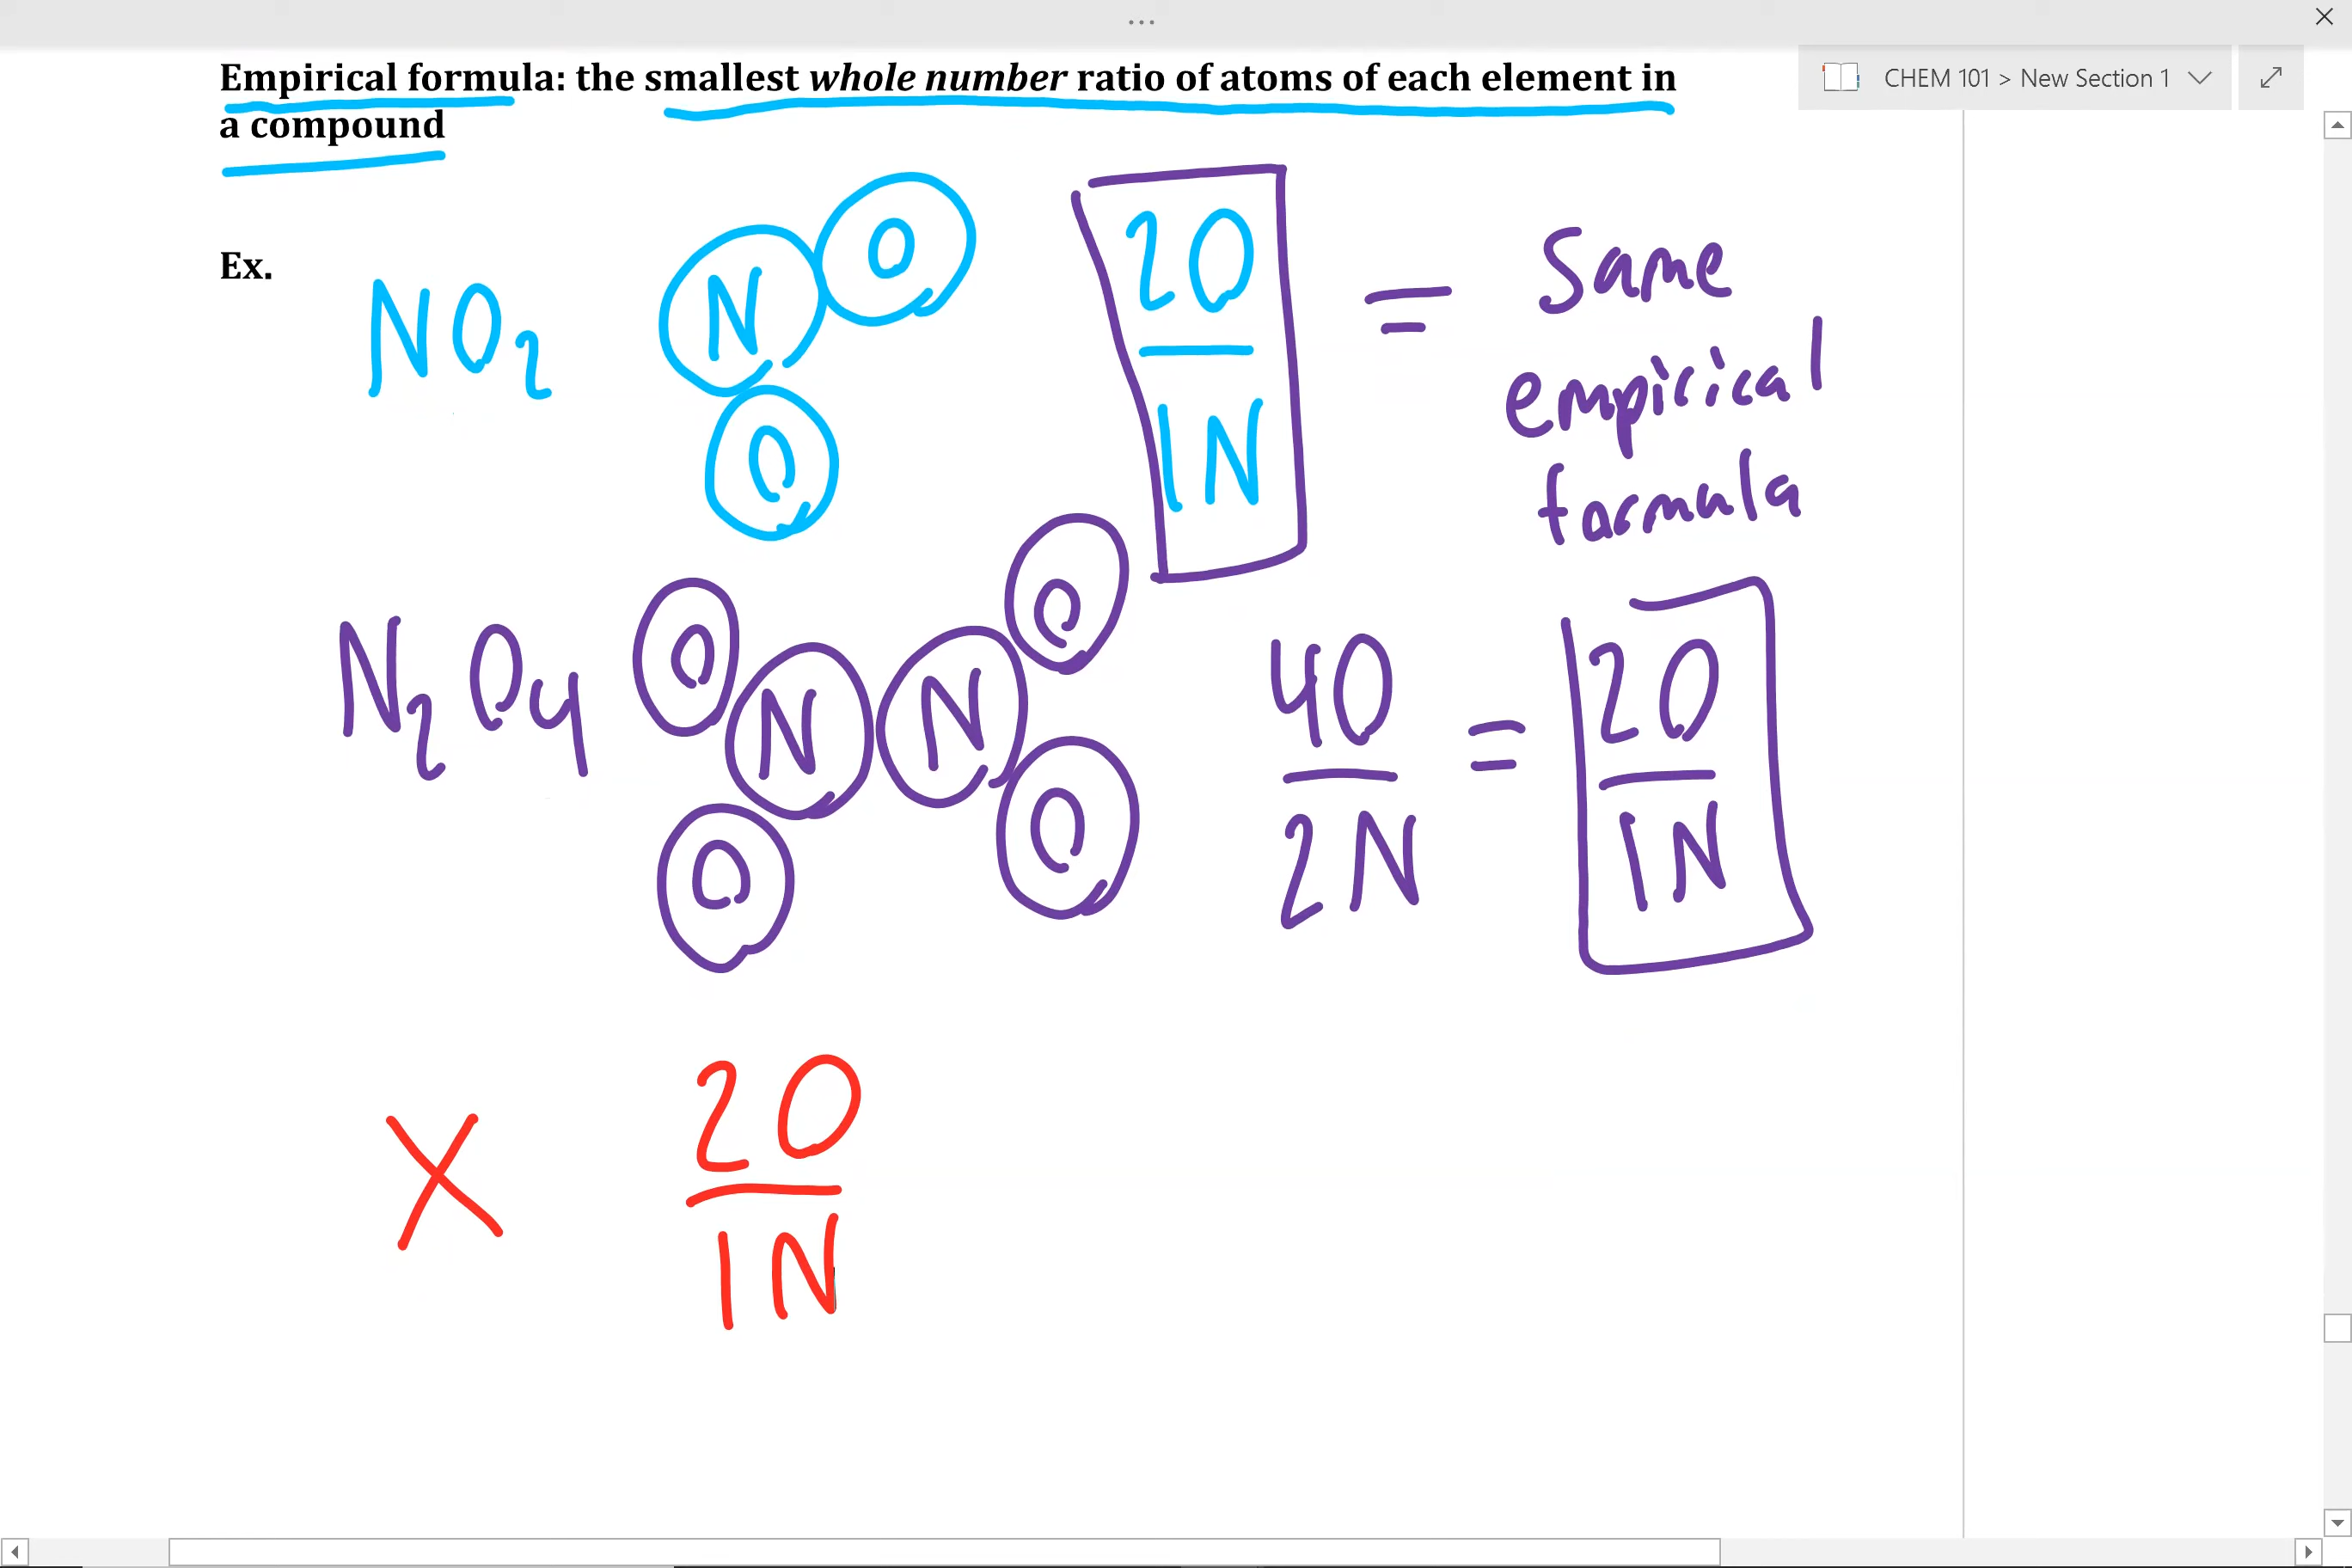 ...
CHEM 101 > New Section 1
Empirical formula: the smallest whole number ratio of atoms of each element in
a compound
Ex.
NO₂
N
O
O
2O
1N
= Same
empirical
formula
N₂O₄
O
N
N
O
O
O
4O
2N
=
2O
1N
X
2O
1N